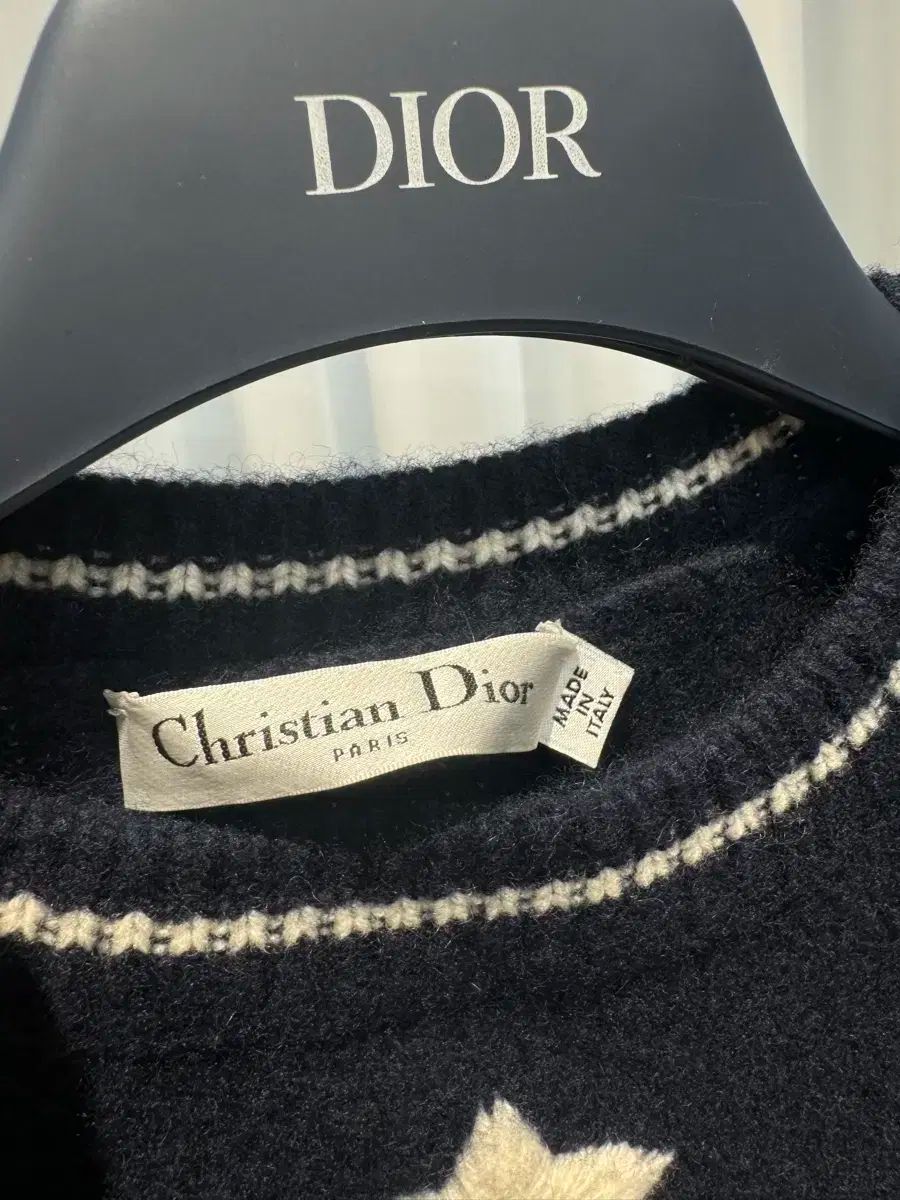 DIOR
Christian Dior
PARIS
MADE
IN
ITALY